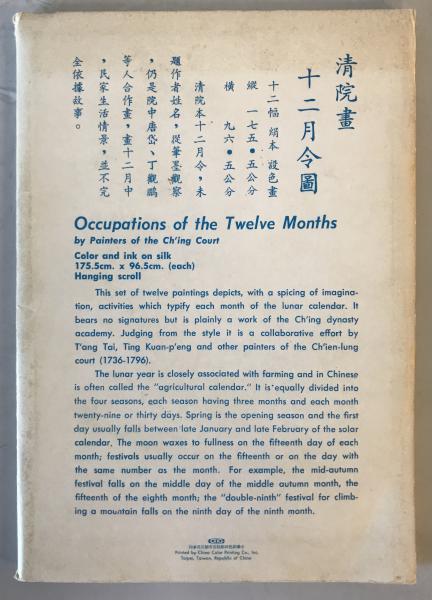 清院畫
十二月令圖
十二幅 絹本 設色畫
縱 一七五•五公分
橫 九六•五公分
清院本十二月令，未
題作者姓名，從筆墨觀察
，仍是院中唐岱、丁觀鵬
等人合作畫，畫十二月中
，民家生活情景，並不完
全依據故事。
Occupations of the Twelve Months
by Painters of the Ch'ing Court
Color and ink on silk
175.5cm. x 96.5cm. (each)
Hanging scroll
This set of twelve paintings depicts, with a spicing of imagina-
tion, activities which typify each month of the lunar calendar. It
bears no signatures but is plainly a work of the Ch'ing dynasty
academy. Judging from the style it is a collaborative effort by
T'ang Tai, Ting Kuan-p'eng and other painters of the Ch'ien-lung
court (1736-1796).
The lunar year is closely associated with farming and in Chinese
is often called the "agricultural calendar." It is equally divided into
the four seasons, each season having three months and each month
twenty-nine or thirty days. Spring is the opening season and the first
day usually falls between late January and late February of the solar
calendar. The moon waxes to fullness on the fifteenth day of each
month; festivals usually occur on the fifteenth or on the day with
the same number as the month. For example, the mid-autumn
festival falls on the middle day of the middle autumn month, the
fifteenth of the eighth month; the "double-ninth" festival for climb-
ing a mountain falls on the ninth day of the ninth month.
Printed by China Color Printing Co., Inc.
Taipei, Taiwan, Republic of China